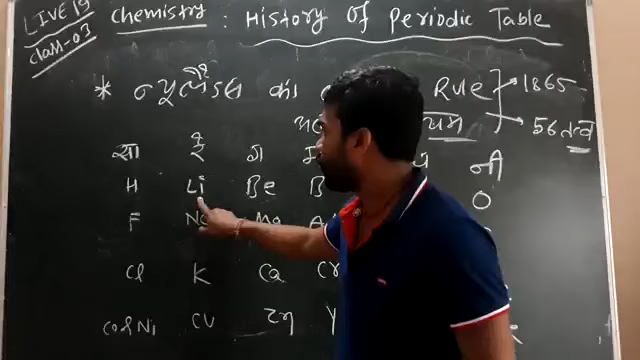 LIVE 19 Chemistry : History of Periodic Table
class-03
* न्यूलैण्ड्स का Rule 1865
56 तत्व
सा रे ग नी
H Li Be B O
F Na Mg Al
Cl K Ca Cr
Co&Ni Cu Zn Y